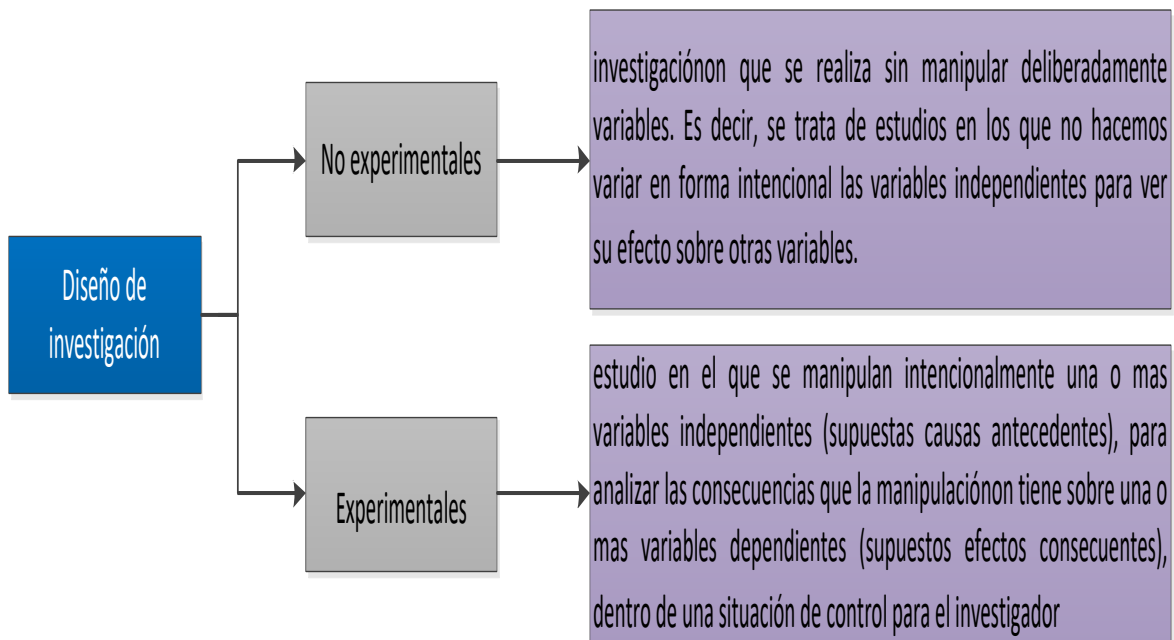 Diseño de
investigación
No experimentales
investigaciónon que se realiza sin manipular deliberadamente
variables. Es decir, se trata de estudios en los que no hacemos
variar en forma intencional las variables independientes para ver
su efecto sobre otras variables.
Experimentales
estudio en el que se manipulan intencionalmente una o mas
variables independientes (supuestas causas antecedentes), para
analizar las consecuencias que la manipulaciónon tiene sobre una o
mas variables dependientes (supuestos efectos consecuentes),
dentro de una situación de control para el investigador